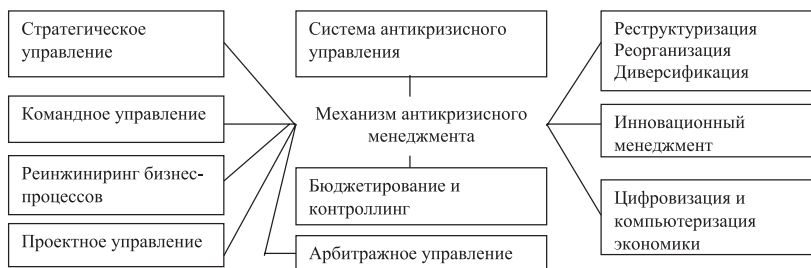 Стратегическое
управление
Командное управление
Реинжиниринг бизнес-
процессов
Проектное управление
Система антикризисного
управления
Механизм антикризисного
менеджмента
Бюджетирование и
контроллинг
Арбитражное управление
Реструктуризация
Реорганизация
Диверсификация
Инновационный
менеджмент
Цифровизация и
компьютеризация
экономики